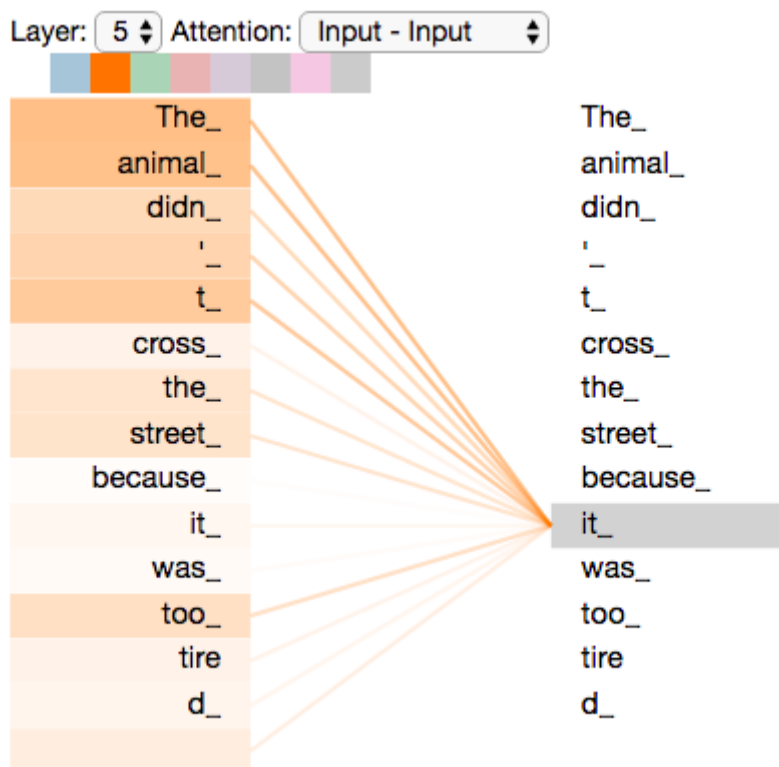 Layer: 5 Attention: Input - Input
The_ The_
animal_ animal_
didn_ didn_
'_ '_
t_ t_
cross_ cross_
the_ the_
street_ street_
because_ because_
it_ it_
was_ was_
too_ too_
tire tire
d_ d_